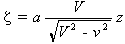 ζ = a V / √(V² - v²) z